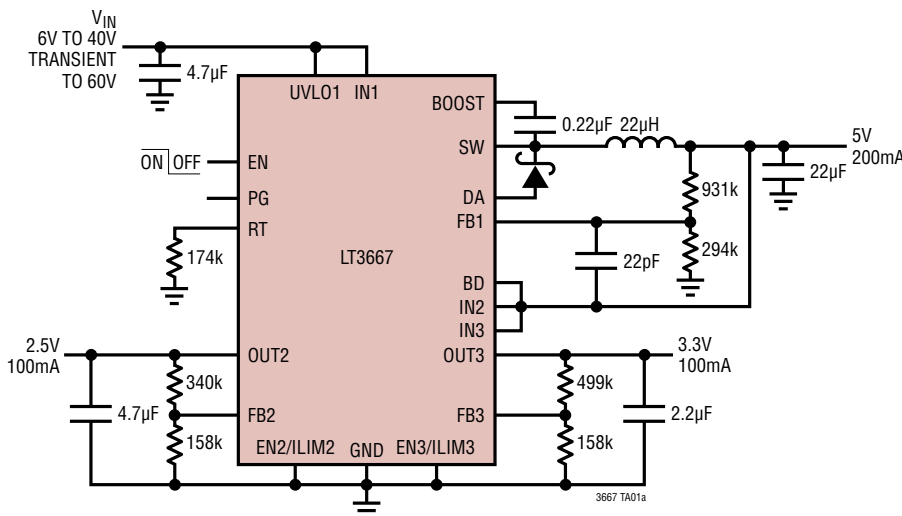 VIN
6V TO 40V
TRANSIENT
TO 60V
4.7µF
UVLO1 IN1
BOOST
0.22µF 22µH
SW
5V
200mA
22µF
ON OFF
EN
931k
DA
PG
FB1
RT
174k
LT3667
294k
22pF
BD
IN2
IN3
2.5V
100mA
OUT2
OUT3
3.3V
100mA
340k
499k
4.7µF
FB2
FB3
2.2µF
158k
158k
EN2/ILIM2 GND EN3/ILIM3
3667 TA01a